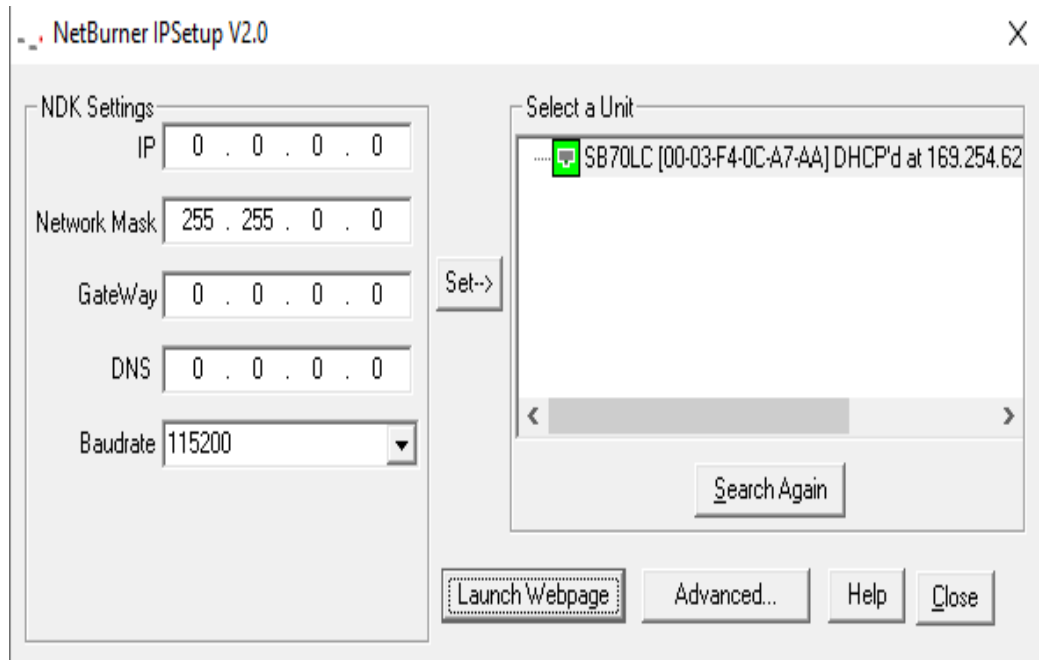 NetBurner IPSetup V2.0
NDK Settings
IP 0 . 0 . 0 . 0
Network Mask 255 . 255 . 0 . 0
GateWay 0 . 0 . 0 . 0
DNS 0 . 0 . 0 . 0
Baudrate 115200
Set-->
Select a Unit
SB70LC [00-03-F4-0C-A7-AA] DHCP'd at 169.254.62
Search Again
Launch Webpage
Advanced...
Help
Close